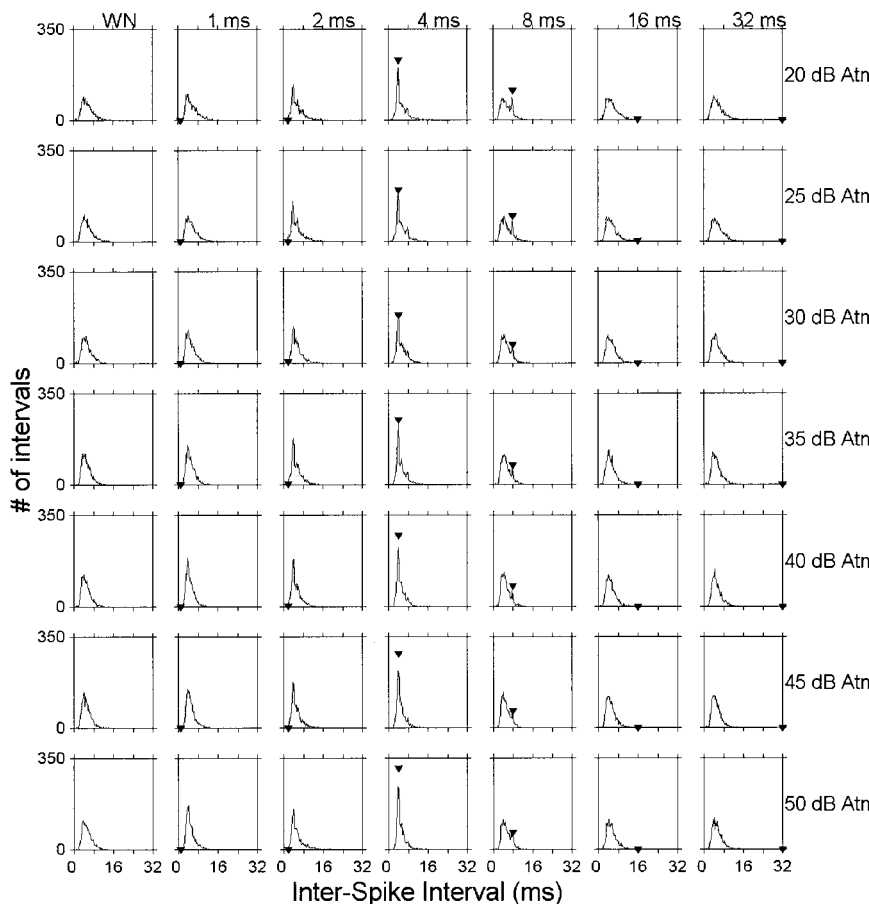 WN 1 ms 2 ms 4 ms 8 ms 16 ms 32 ms
350
0
20 dB Atn
350
0
25 dB Atn
350
0
30 dB Atn
350
0
35 dB Atn
350
0
40 dB Atn
350
0
45 dB Atn
350
0
50 dB Atn
# of intervals
0 16 32 0 16 32 0 16 32 0 16 32 0 16 32 0 16 32 0 16 32
Inter-Spike Interval (ms)